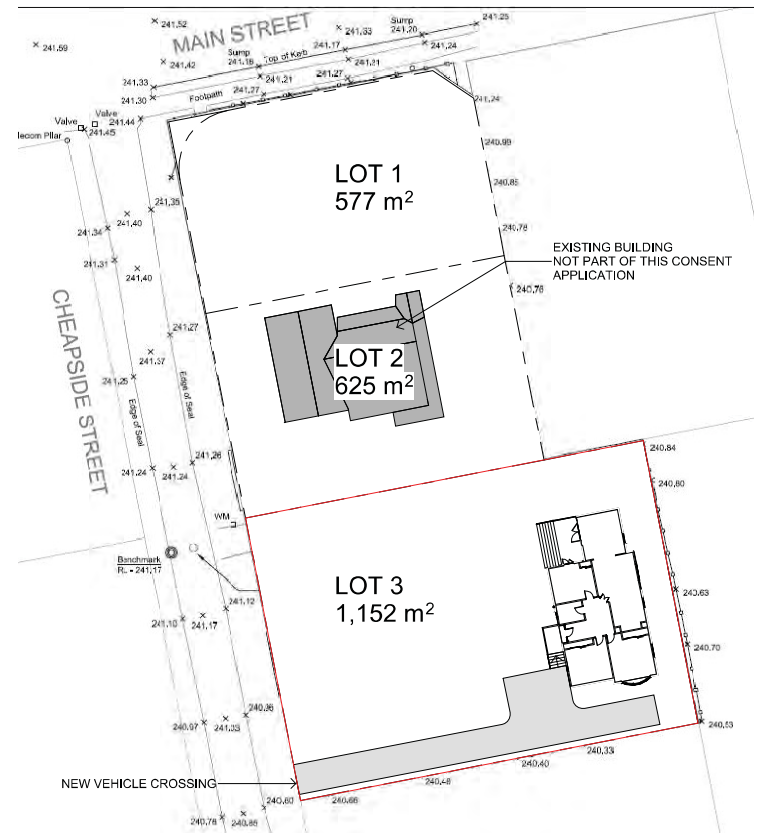 241.25
241.52
Sump
MAIN STREET
241.33
241.20
241.59
241.17
241.24
Sump
Top of Kerb
241.18
241.42
241.21
241.33
241.21
241.27
241.30
Footpath
241.27
241.24
Valve
Valve
241.44
lecom Pillar
241.45
240.99
LOT 1
577 m²
240.85
241.35
241.40
240.78
241.34
EXISTING BUILDING
NOT PART OF THIS CONSENT
APPLICATION
241.31
241.40
240.76
CHEAPSIDE STREET
241.27
241.37
LOT 2
625 m²
Edge of Seal
Edge of Seal
240.84
241.26
241.24
241.24
240.80
WM
Benchmark
RL - 241.17
LOT 3
1,152 m²
240.63
241.12
241.10
241.17
240.70
240.97
241.03
240.53
240.33
240.40
NEW VEHICLE CROSSING
240.60
240.66
240.78